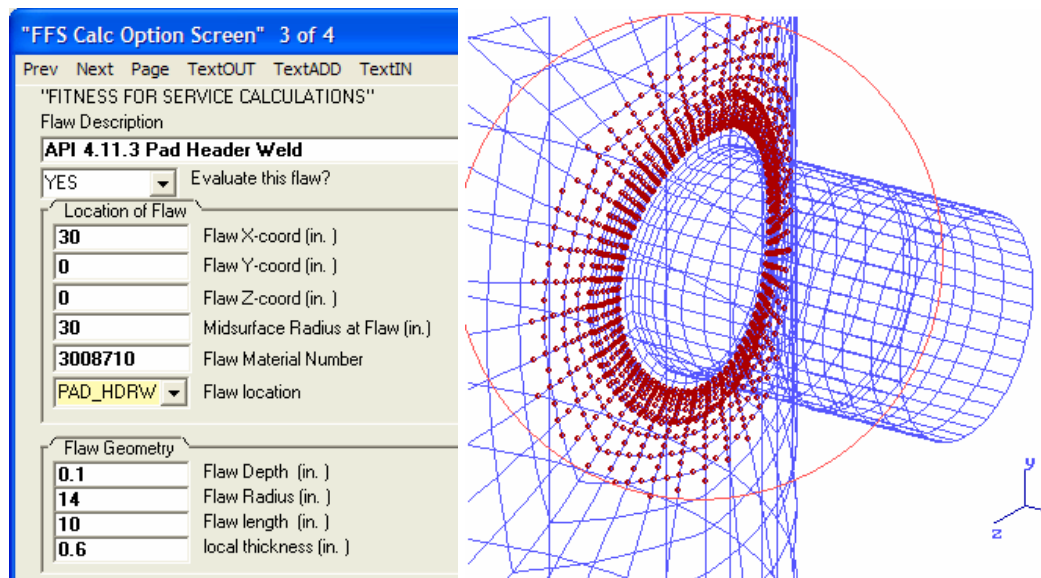 "FFS Calc Option Screen" 3 of 4
Prev Next Page TextOUT TextADD TextIN
"FITNESS FOR SERVICE CALCULATIONS"
Flaw Description
API 4.11.3 Pad Header Weld
YES Evaluate this flaw?
Location of Flaw
30 Flaw X-coord (in. )
0 Flaw Y-coord (in. )
0 Flaw Z-coord (in. )
30 Midsurface Radius at Flaw (in.)
3008710 Flaw Material Number
PAD_HDRW Flaw location
Flaw Geometry
0.1 Flaw Depth (in. )
14 Flaw Radius (in. )
10 Flaw length (in. )
0.6 local thickness (in. )
y
z